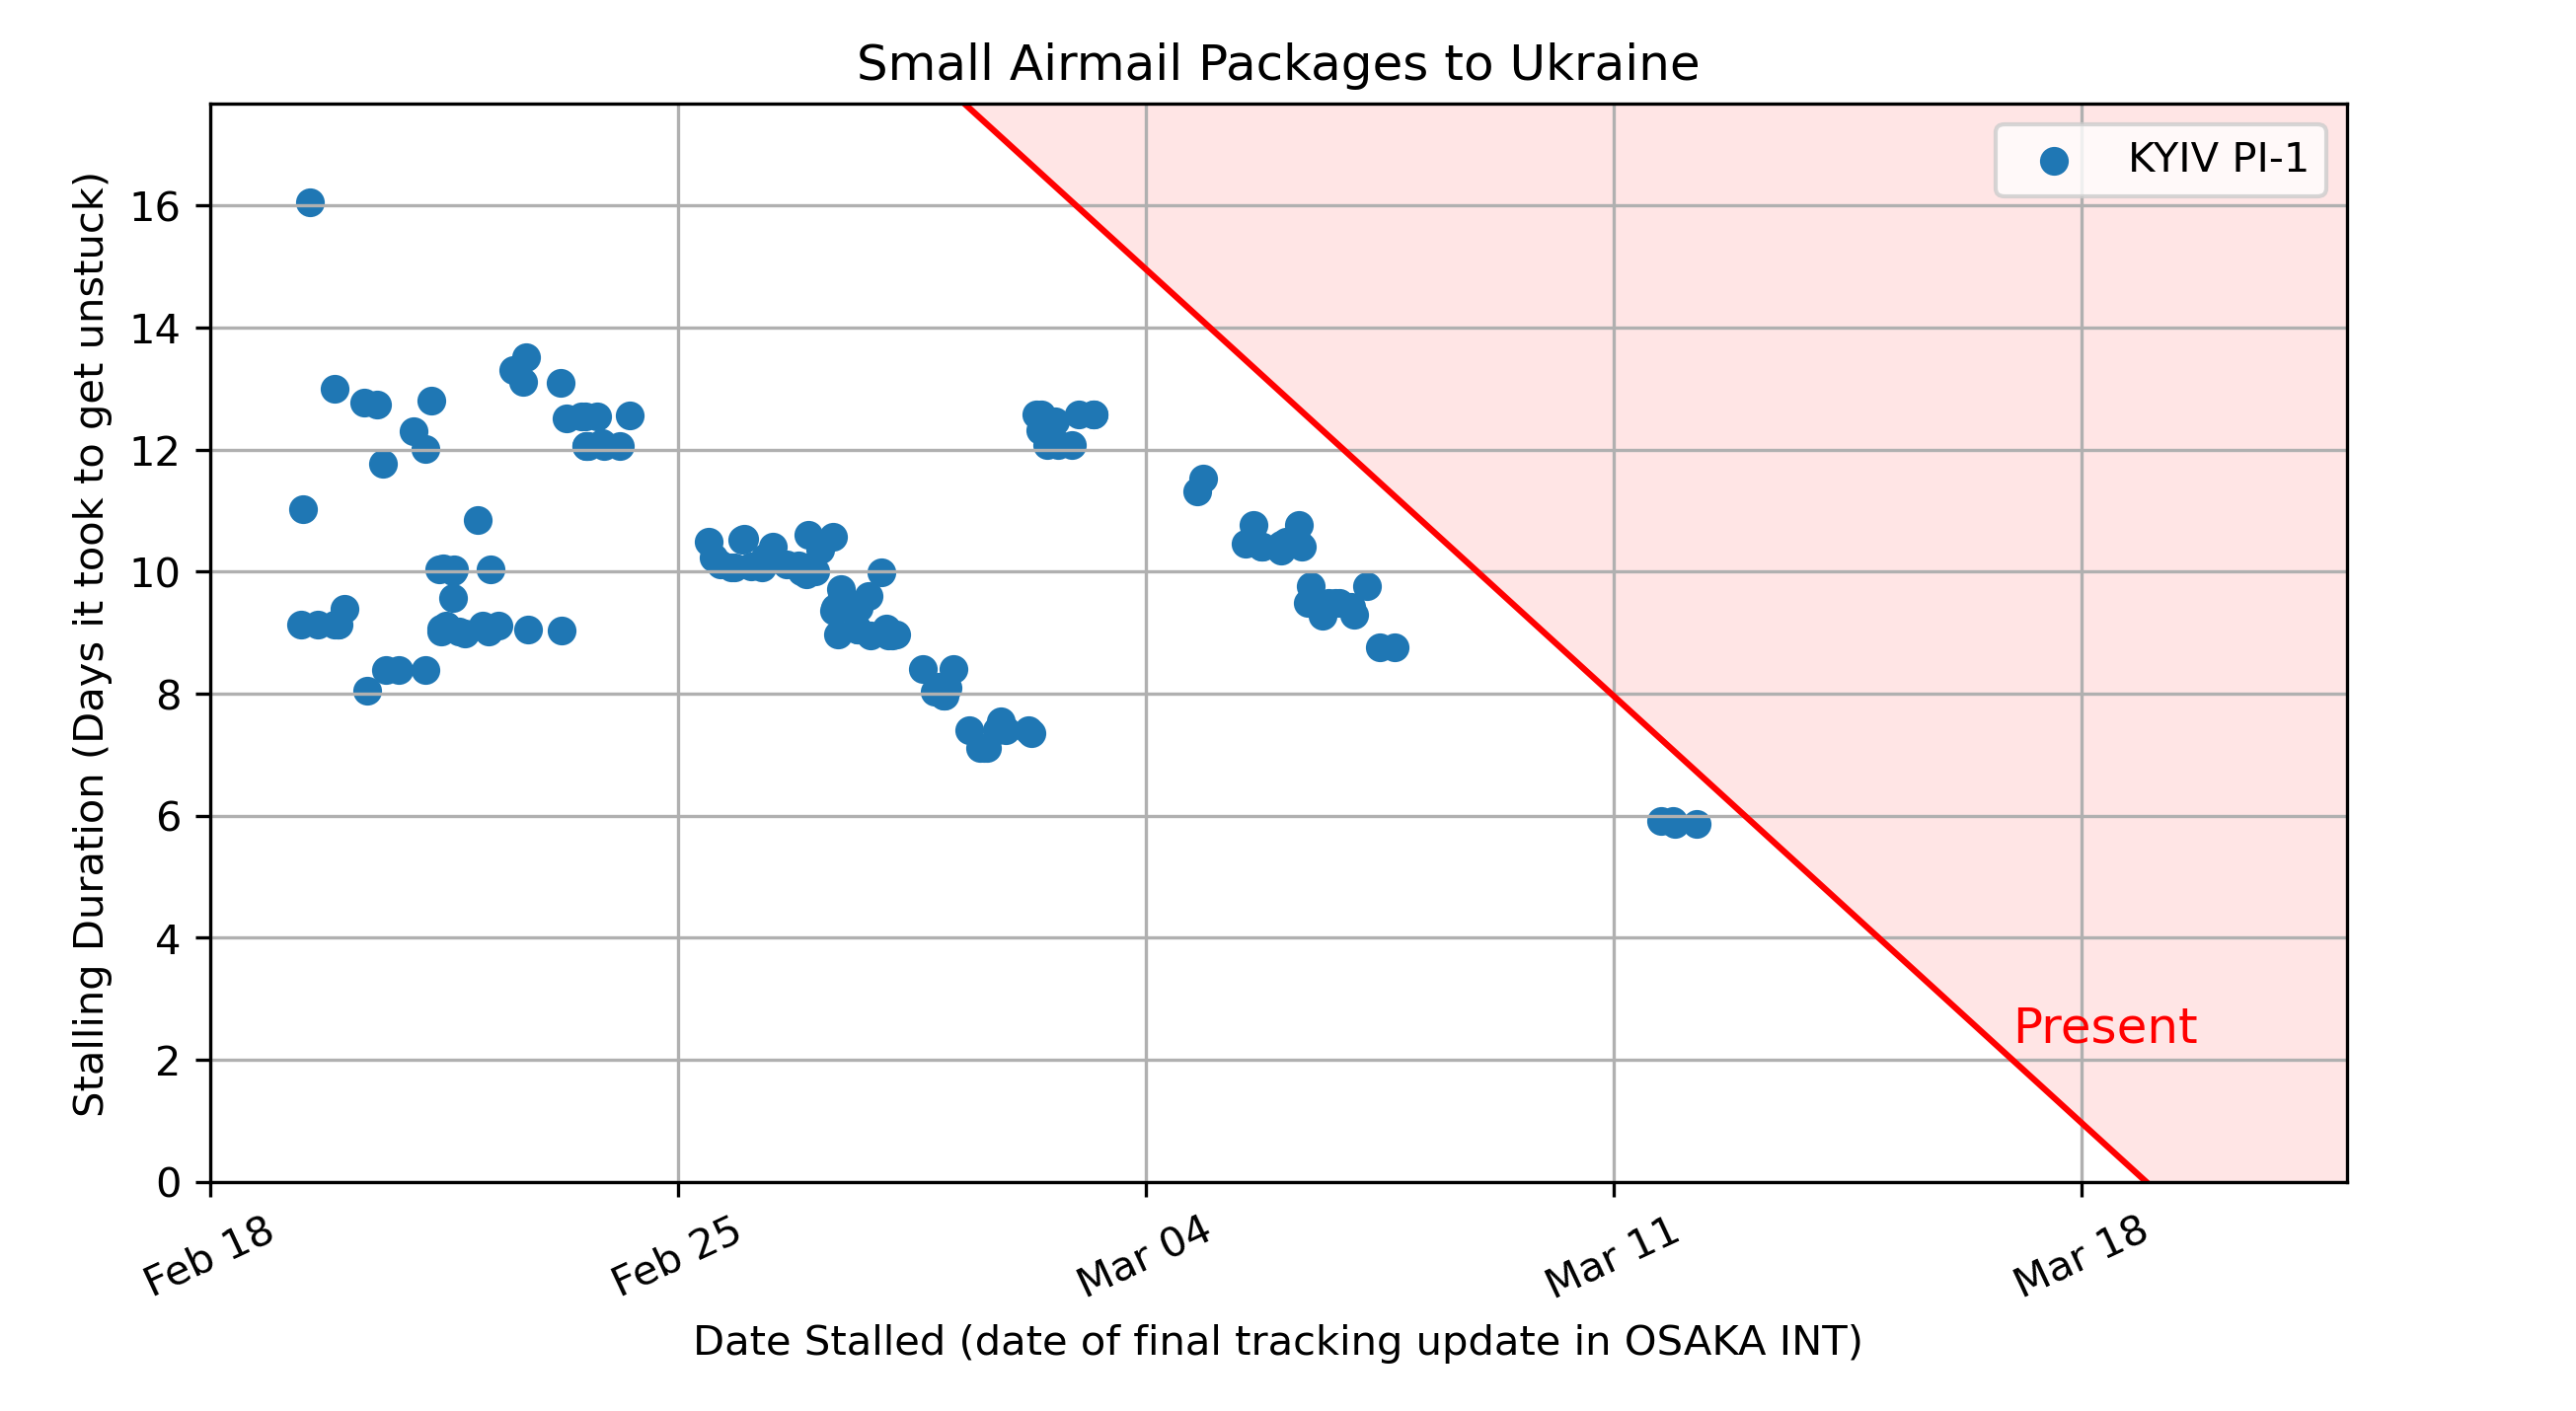 Small Airmail Packages to Ukraine
KYIV PI-1
Stalling Duration (Days it took to get unstuck)
16
14
12
10
8
6
4
2
0
Present
Feb 18
Feb 25
Mar 04
Mar 11
Mar 18
Date Stalled (date of final tracking update in OSAKA INT)